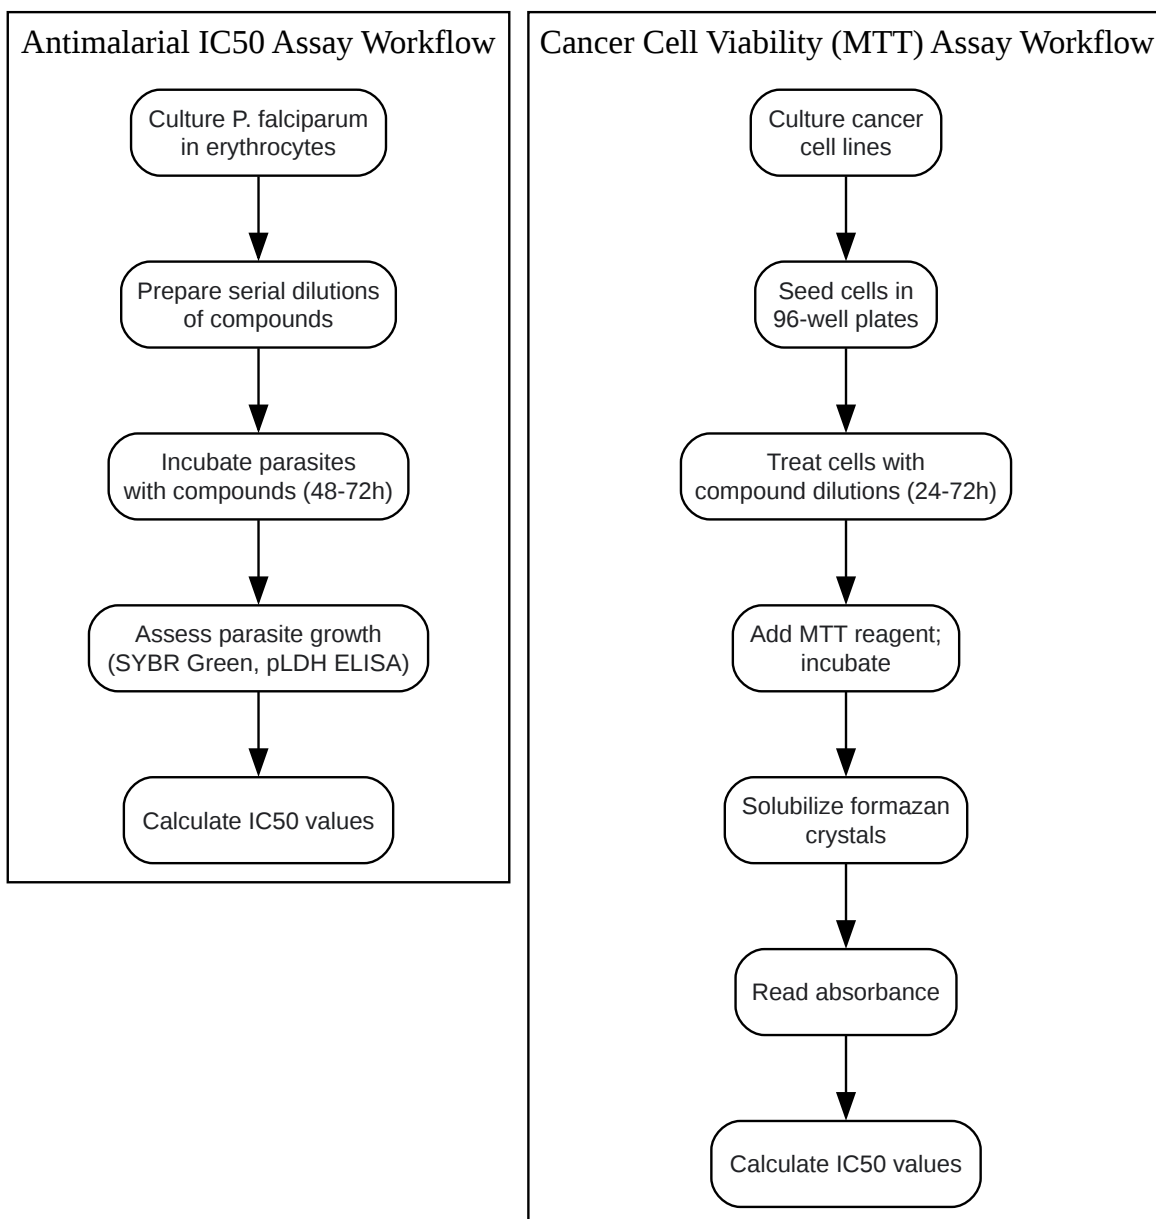 Antimalarial IC50 Assay Workflow
Culture P. falciparum
in erythrocytes
Prepare serial dilutions
of compounds
Incubate parasites
with compounds (48-72h)
Assess parasite growth
(SYBR Green, pLDH ELISA)
Calculate IC50 values
Cancer Cell Viability (MTT) Assay Workflow
Culture cancer
cell lines
Seed cells in
96-well plates
Treat cells with
compound dilutions (24-72h)
Add MTT reagent;
incubate
Solubilize formazan
crystals
Read absorbance
Calculate IC50 values